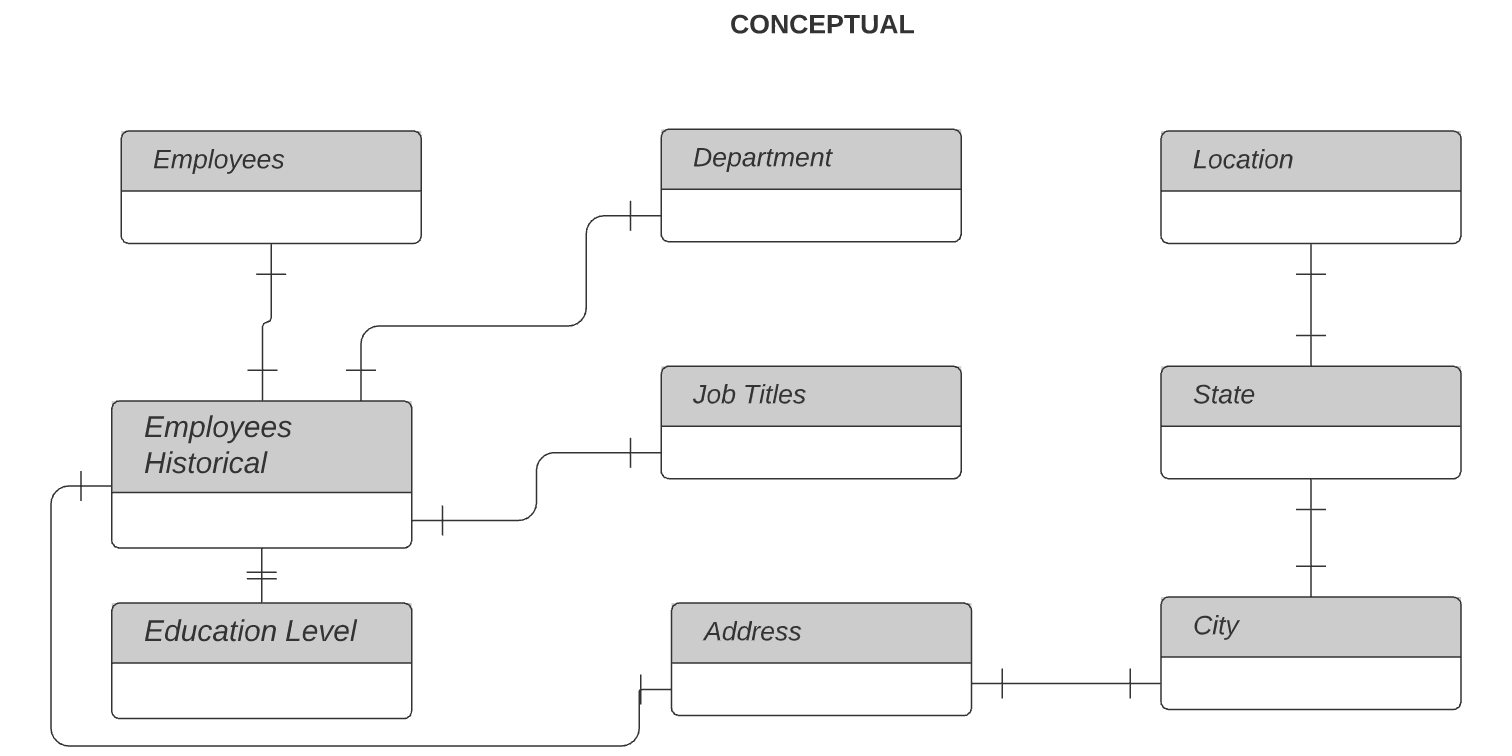 CONCEPTUAL
Employees
Department
Location
Job Titles
State
Employees
Historical
Education Level
Address
City